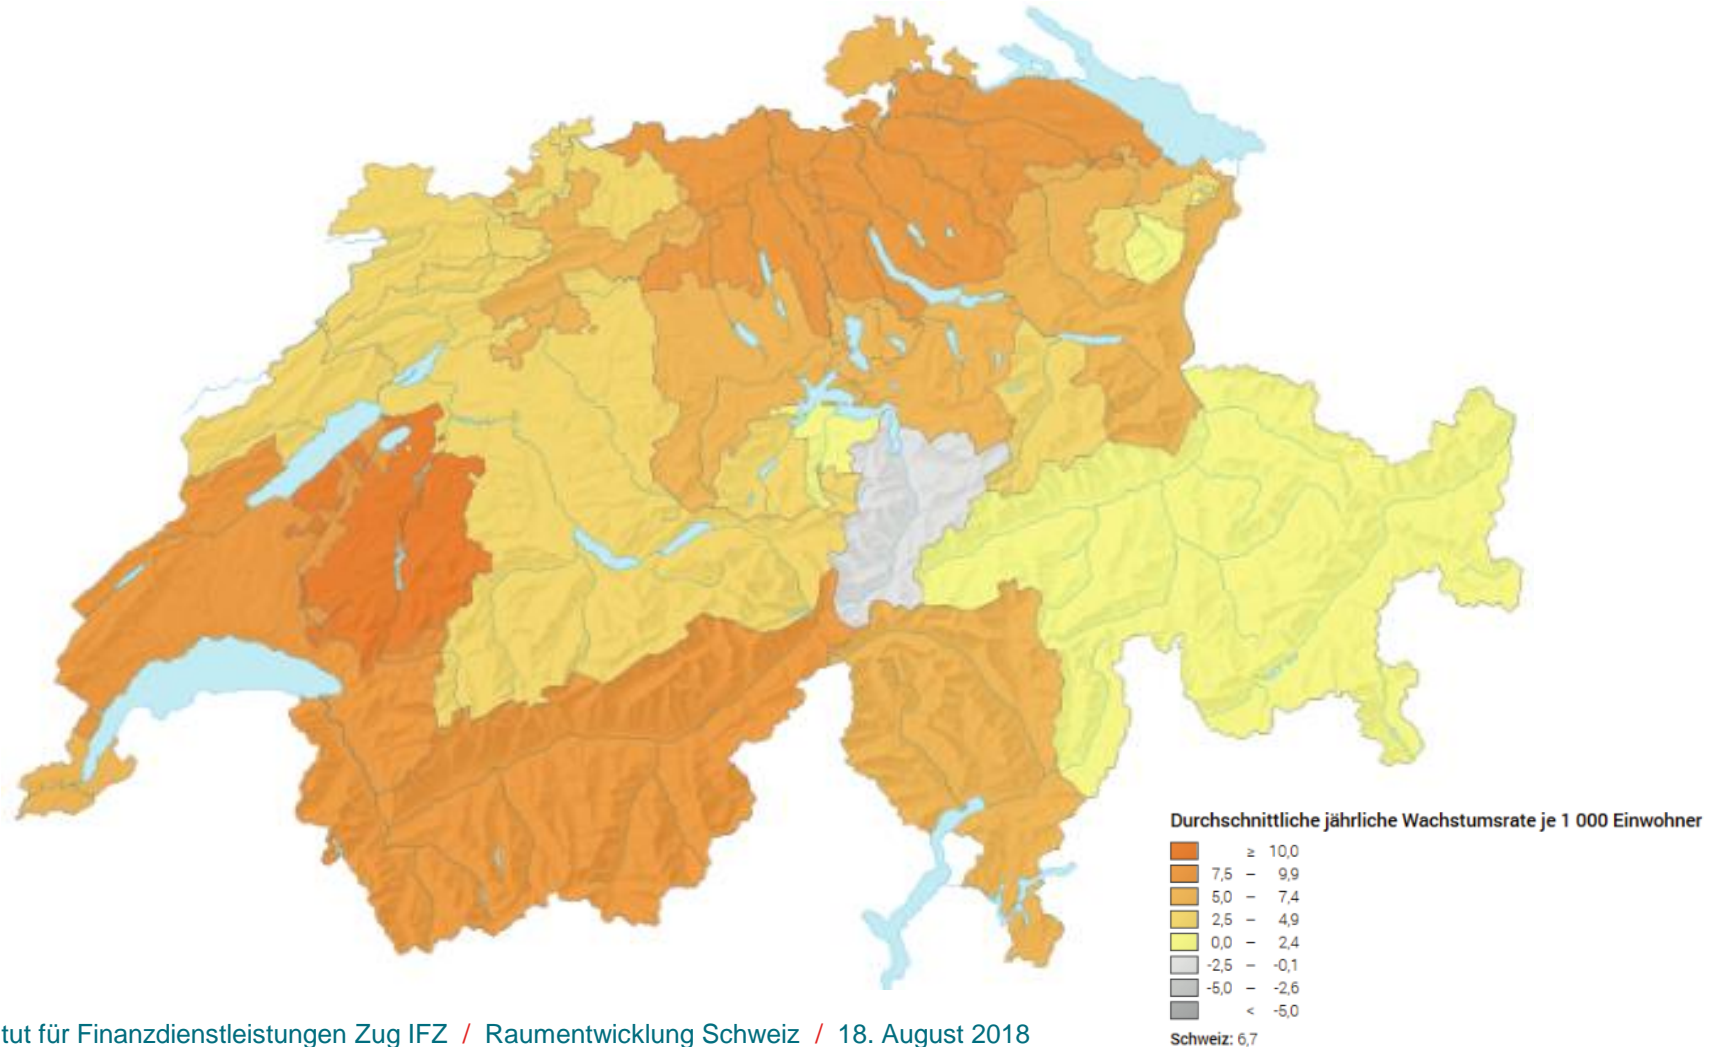 Durchschnittliche jährliche Wachstumsrate je 1 000 Einwohner
≥ 10,0
7,5 – 9,9
5,0 – 7,4
2,5 – 4,9
0,0 – 2,4
-2,5 – -0,1
-5,0 – -2,6
< -5,0
Schweiz: 6,7
tut für Finanzdienstleistungen Zug IFZ / Raumentwicklung Schweiz / 18. August 2018